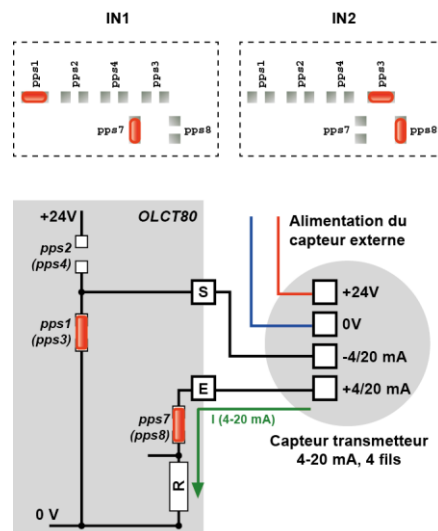 IN1
IN2
pps1
pps2
pps4
pps3
pps7
pps8
pps1
pps2
pps4
pps3
pps7
pps8
+24V
OLCT80
pps2
(pps4)
pps1
(pps3)
S
E
pps7
(pps8)
R
0 V
I (4-20 mA)
Alimentation du
capteur externe
+24V
0V
-4/20 mA
+4/20 mA
Capteur transmetteur
4-20 mA, 4 fils